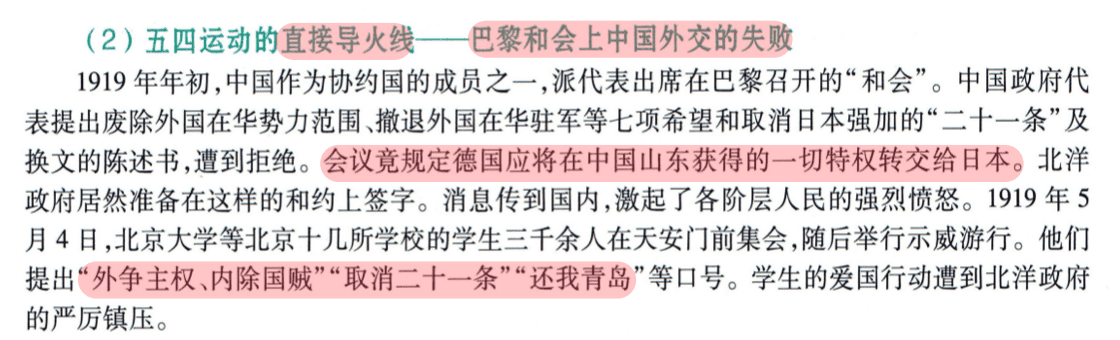 （2）五四运动的直接导火线——巴黎和会上中国外交的失败
1919年年初,中国作为协约国的成员之一,派代表出席在巴黎召开的“和会”。中国政府代
表提出废除外国在华势力范围、撤退外国在华驻军等七项希望和取消日本强加的“二十一条”及
换文的陈述书,遭到拒绝。会议竟规定德国应将在中国山东获得的一切特权转交给日本。北洋
政府居然准备在这样的和约上签字。消息传到国内,激起了各阶层人民的强烈愤怒。1919年5
月4日,北京大学等北京十几所学校的学生三千余人在天安门前集会,随后举行示威游行。他们
提出“外争主权、内除国贼”“取消二十一条”“还我青岛”等口号。学生的爱国行动遭到北洋政府
的严厉镇压。